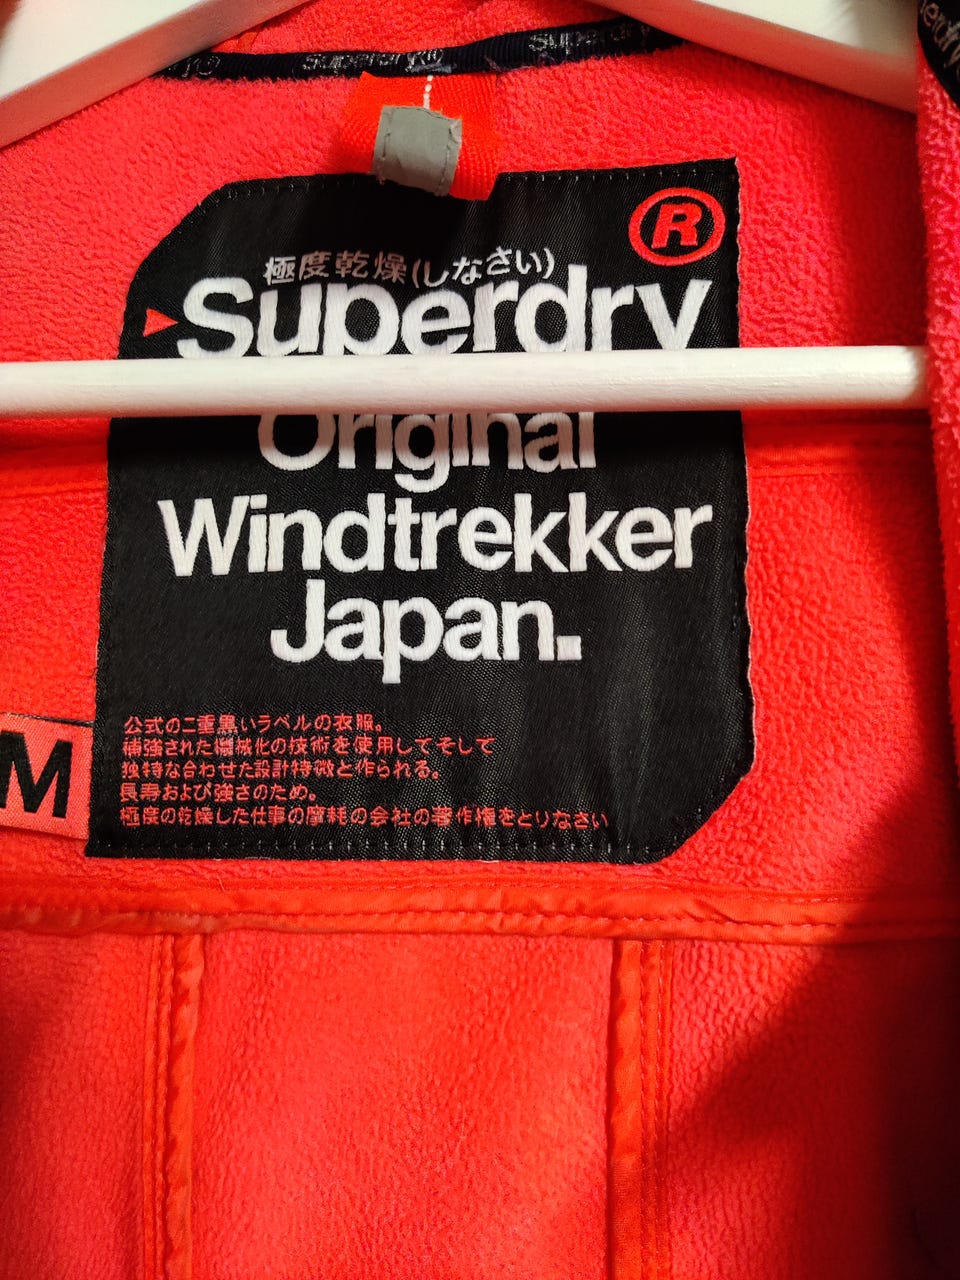 Superdry
Superdry
®
極度乾燥(しなさい)
Superdry
Original
Windtrekker
Japan.
M
公式の二重黒いラベルの衣服。
補強された機械化の技術を使用してそして
独特な合わせた設計特徴と作られる。
長寿および強さのため。
極度の乾燥した仕事の摩耗の会社の著作権をとりなさい